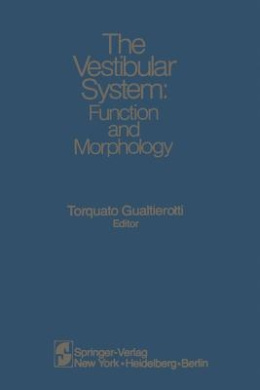 The
Vestibular
System:
Function
and
Morphology
Torquato Gualtierotti
Editor
Springer-Verlag
New York · Heidelberg · Berlin